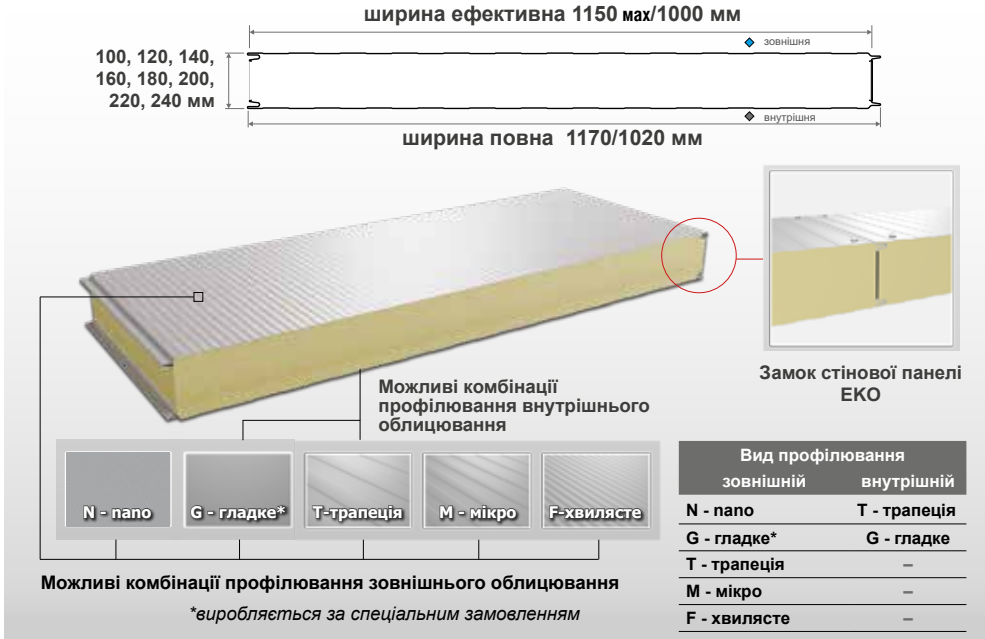 ширина ефективна 1150 мах/1000 мм
зовнішня
100, 120, 140,
160, 180, 200,
220, 240 мм
внутрішня
ширина повна 1170/1020 мм
Замок стінової панелі
ЕКО
Можливі комбінації
профілювання внутрішнього
облицювання
N - nano
G - гладке*
Т-трапеція
М - мікро
F-хвилясте
Вид профілювання
зовнішній внутрішній
N - nano Т - трапеція
G - гладке* G - гладке
Т - трапеція –
М - мікро –
F - хвилясте –
Можливі комбінації профілювання зовнішнього облицювання
*виробляється за спеціальним замовленням